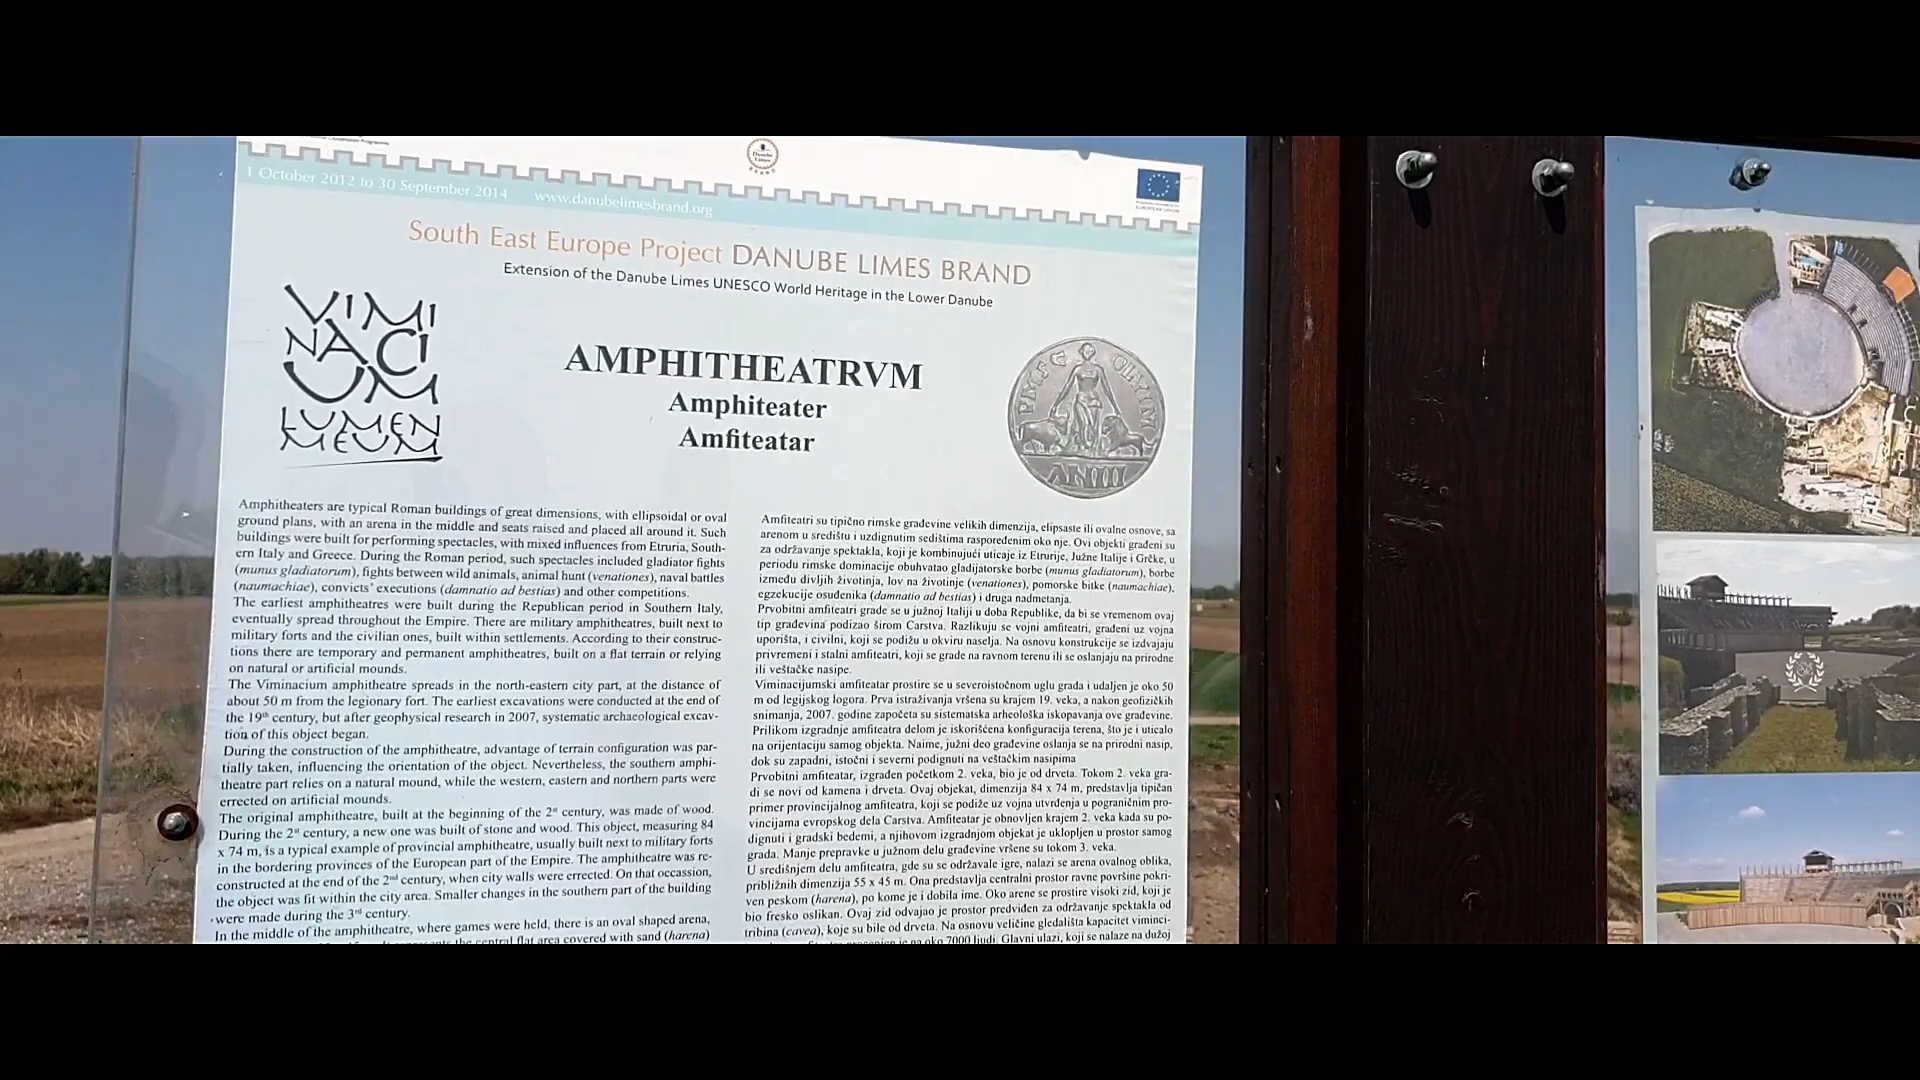 1 October 2012 to 30 September 2014 www.danubelimesbrand.org
Danube
Limes
BRAND
EUROPEAN UNION
South East Europe Project DANUBE LIMES BRAND
Extension of the Danube Limes UNESCO World Heritage in the Lower Danube
VIMI
NACI
UM
LUMEN
MEUM
AMPHITHEATRVM
Amphiteater
Amfiteatar
PMSC OLVIM
ANIIII
Amphitheaters are typical Roman buildings of great dimensions, with ellipsoidal or oval
ground plans, with an arena in the middle and seats raised and placed all around it. Such
buildings were built for performing spectacles, with mixed influences from Etruria, South-
ern Italy and Greece. During the Roman period, such spectacles included gladiator fights
(munus gladiatorum), fights between wild animals, animal hunt (venationes), naval battles
(naumachiae), convicts' executions (damnatio ad bestias) and other competitions.
The earliest amphitheatres were built during the Republican period in Southern Italy,
eventually spread throughout the Empire. There are military amphitheatres, built next to
military forts and the civilian ones, built within settlements. According to their construc-
tions there are temporary and permanent amphitheatres, built on a flat terrain or relying
on natural or artificial mounds.
The Viminacium amphitheatre spreads in the north-eastern city part, at the distance of
about 50 m from the legionary fort. The earliest excavations were conducted at the end of
the 19th century, but after geophysical research in 2007, systematic archaeological excav-
tion of this object began.
During the construction of the amphitheatre, advantage of terrain configuration was par-
tially taken, influencing the orientation of the object. Nevertheless, the southern amphi-
theatre part relies on a natural mound, while the western, eastern and northern parts were
errected on artificial mounds.
The original amphitheatre, built at the beginning of the 2st century, was made of wood.
During the 2st century, a new one was built of stone and wood. This object, measuring 84
x 74 m, is a typical example of provincial amphitheatre, usually built next to military forts
in the bordering provinces of the European part of the Empire. The amphitheatre was re-
constructed at the end of the 2nd century, when city walls were errected. On that occassion,
the object was fit within the city area. Smaller changes in the southern part of the building
were made during the 3rd century.
In the middle of the amphitheatre, where games were held, there is an oval shaped arena,
the central flat area covered with sand (harena)
Amfiteatri su tipično rimske građevine velikih dimenzija, elipsaste ili ovalne osnove, sa
arenom u središtu i uzdignutim sedištima raspoređenim oko nje. Ovi objekti građeni su
za održavanje spektakla, koji je kombinujući uticaje iz Etrurije, Južne Italije i Grčke, u
periodu rimske dominacije obuhvatao gladijatorske borbe (munus gladiatorum), borbe
između divljih životinja, lov na životinje (venationes), pomorske bitke (naumachiae),
egzekucije osuđenika (damnatio ad bestias) i druga nadmetanja.
Prvobitni amfiteatri grade se u južnoj Italiji u doba Republike, da bi se vremenom ovaj
tip građevina podizao širom Carstva. Razlikuju se vojni amfiteatri, građeni uz vojna
uporišta, i civilni, koji se podižu u okviru naselja. Na osnovu konstrukcije se izdvajaju
privremeni i stalni amfiteatri, koji se grade na ravnom terenu ili se oslanjaju na prirodne
ili veštačke nasipe.
Viminacijumski amfiteatar prostire se u severoistočnom uglu grada i udaljen je oko 50
m od legijskog logora. Prva istraživanja vršena su krajem 19. veka, a nakon geofizičkih
snimanja, 2007. godine započeta su sistematska arheološka iskopavanja ove građevine.
Prilikom izgradnje amfiteatra delom je iskorišćena konfiguracija terena, što je i uticalo
na orijentaciju samog objekta. Naime, južni deo građevine oslanja se na prirodni nasip,
dok su zapadni, istočni i severni podignuti na veštačkim nasipima
Prvobitni amfiteatar, izgrađen početkom 2. veka, bio je od drveta. Tokom 2. veka gra-
di se novi od kamena i drveta. Ovaj objekat, dimenzija 84 x 74 m, predstavlja tipičan
primer provincijalnog amfiteatra, koji se podiže uz vojna utvrđenja u pograničnim pro-
vincijama evropskog dela Carstva. Amfiteatar je obnovljen krajem 2. veka kada su po-
dignuti i gradski bedemi, a njihovom izgradnjom objekat je uklopljen u prostor samog
grada. Manje prepravke u južnom delu građevine vršene su tokom 3. veka.
U središnjem delu amfiteatra, gde su se održavale igre, nalazi se arena ovalnog oblika,
približnih dimenzija 55 x 45 m. Ona predstavlja centralni prostor ravne površine pokri-
ven peskom (harena), po kome je i dobila ime. Oko arene se prostire visoki zid, koji je
bio fresko oslikan. Ovaj zid odvajao je prostor predviđen za održavanje spektakla od
tribina (cavea), koje su bile od drveta. Na osnovu veličine gledališta kapacitet viminci-
procenjen je na oko 7000 ljudi. Glavni ulazi, koji se nalaze na dužoj